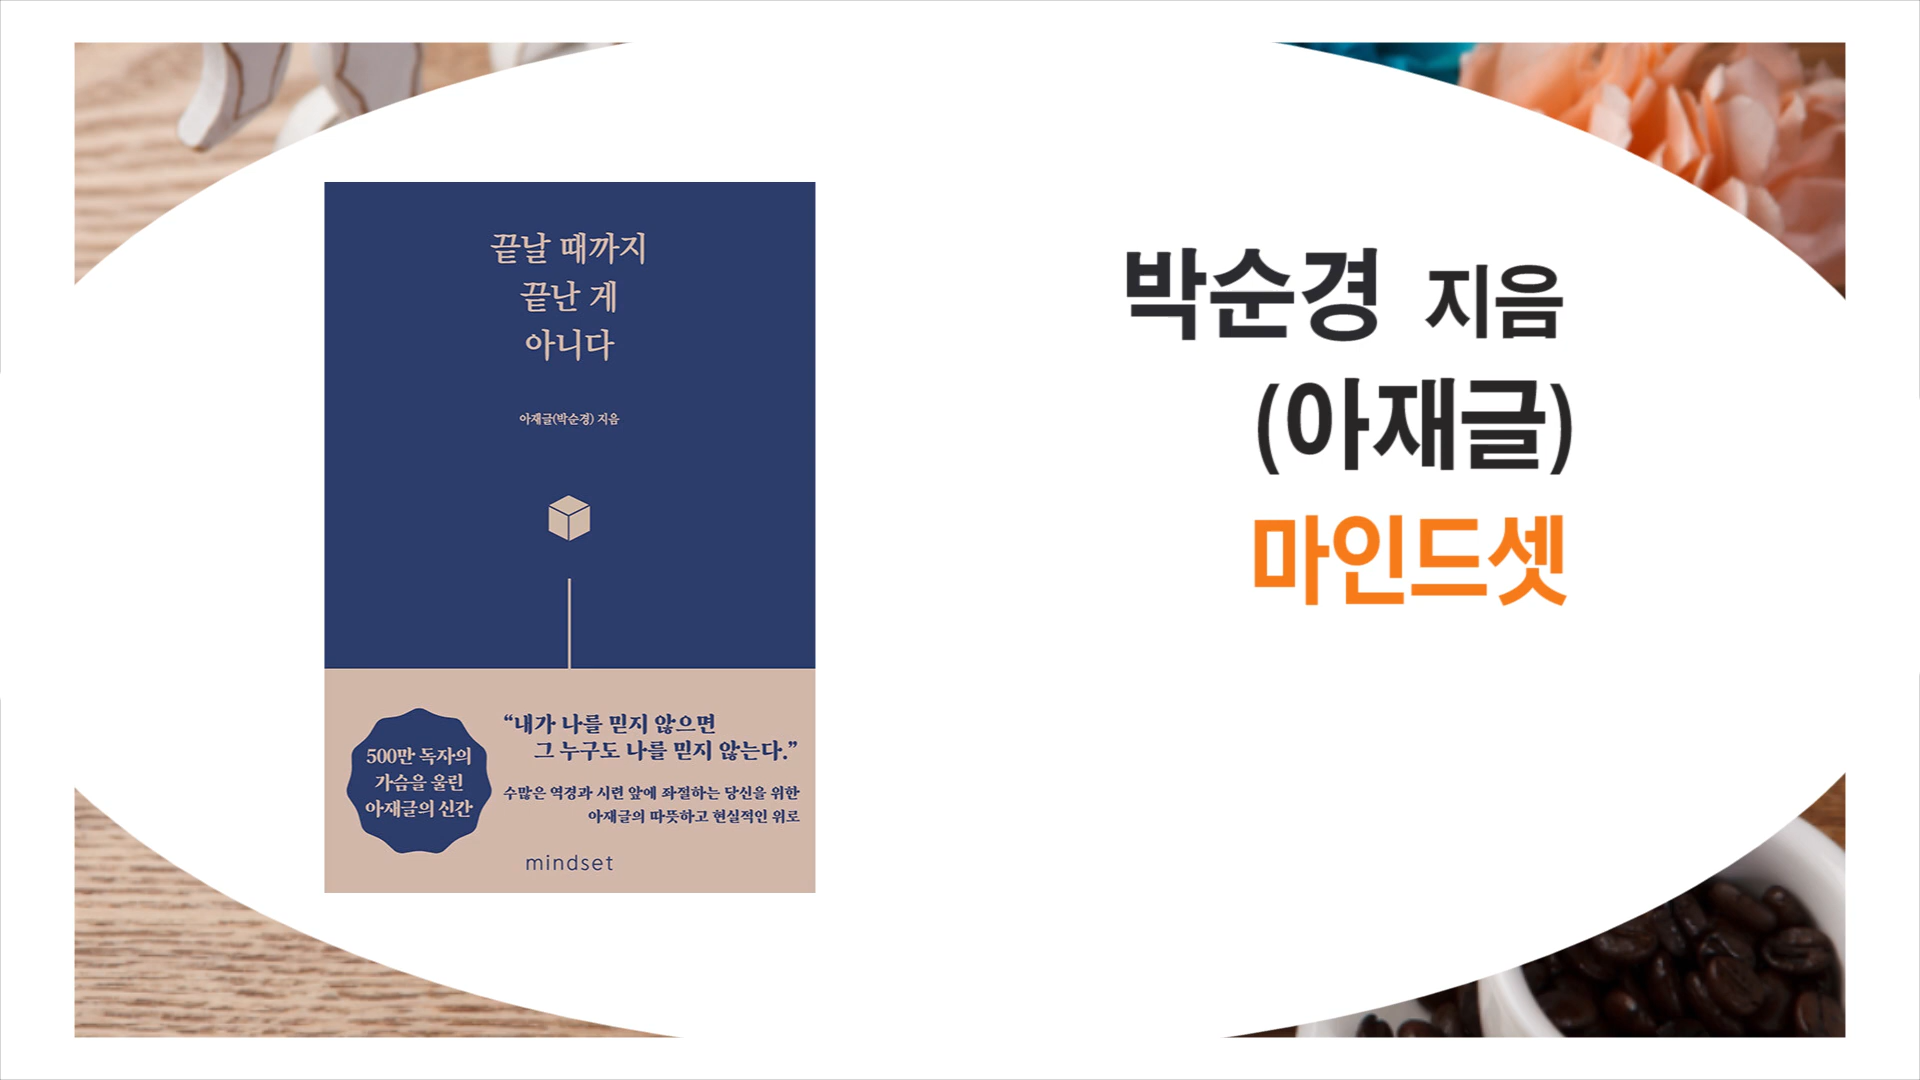 끝날 때까지
끝난 게
아니다
아재글(박순경) 지음
500만 독자의
가슴을 울린
아재글의 신간
“내가 나를 믿지 않으면
그 누구도 나를 믿지 않는다.”
수많은 역경과 시련 앞에 좌절하는 당신을 위한
아재글의 따뜻하고 현실적인 위로
mindset
박순경 지음
(아재글)
마인드셋